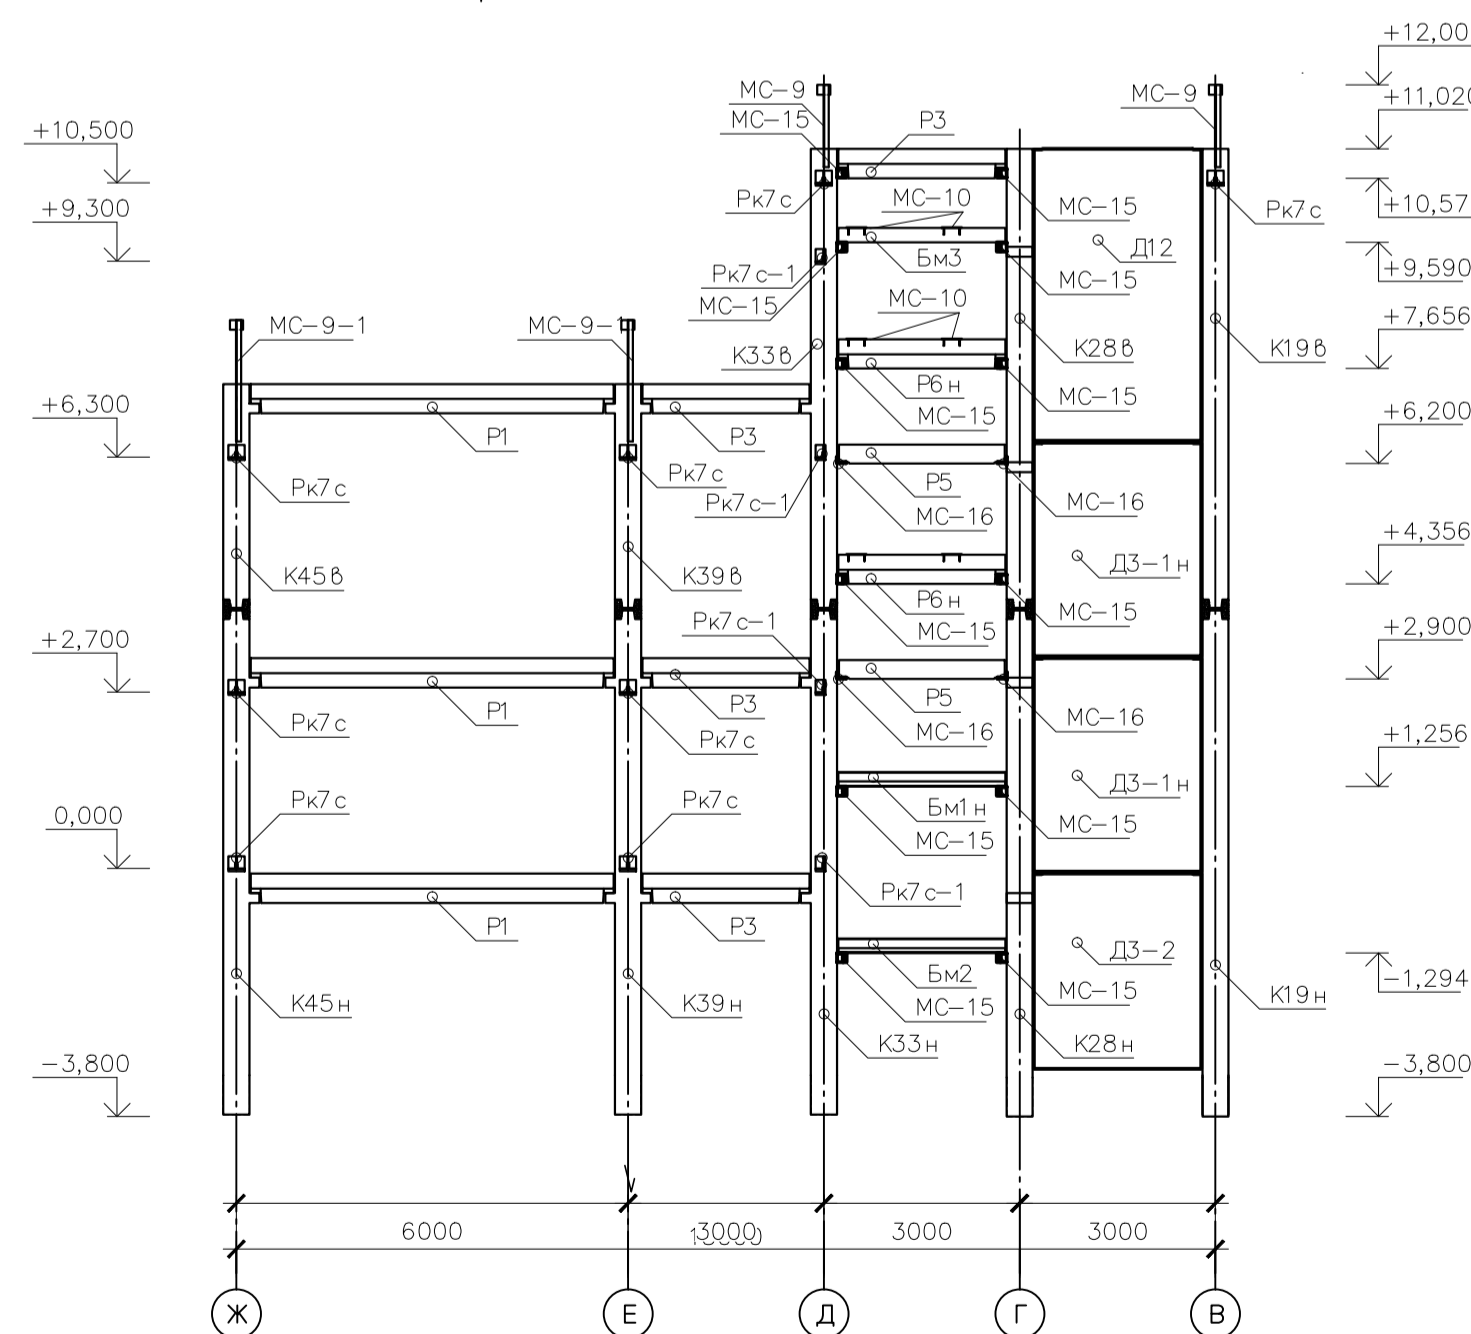 +12,00
МС-9
МС-9
+11,020
МС-15
Р3
+10,500
Рк7с
МС-10
МС-15
Рк7с
+10,57
+9,300
Д12
Бм3
Рк7с-1
МС-15
+9,590
МС-15
МС-10
МС-9-1
МС-9-1
+7,656
К33в
К28в
К19в
Р6н
МС-15
+6,300
МС-15
+6,200
Р1
Р3
Рк7с
Рк7с
Р5
Рк7с-1
МС-16
МС-16
+4,356
К45в
К39в
Д3-1н
Р6н
МС-15
Рк7с-1
МС-15
+2,700
+2,900
Р1
Р3
Р5
МС-16
Рк7с
Рк7с
МС-16
+1,256
Д3-1н
Рк7с
Рк7с
Бм1н
0,000
МС-15
МС-15
Рк7с-1
Р1
Р3
Д3-2
Бм2
МС-15
-1,294
К45н
К39н
МС-15
К19н
К33н
К28н
-3,800
-3,800
6000
3000
3000
3000
Ж
Е
Д
Г
В